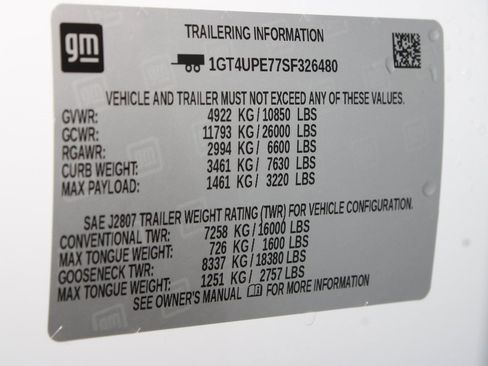 gm
TRAILERING INFORMATION
1GT4UPE77SF326480
VEHICLE AND TRAILER MUST NOT EXCEED ANY OF THESE VALUES.
GVWR: 4922 KG/10850 LBS
GCWR: 11793 KG/26000 LBS
RGAWR: 2994 KG/ 6600 LBS
CURB WEIGHT: 3461 KG/ 7630 LBS
MAX PAYLOAD: 1461 KG/ 3220 LBS
SAE J2807 TRAILER WEIGHT RATING (TWR) FOR VEHICLE CONFIGURATION.
CONVENTIONAL TWR: 7258 KG/16000 LBS
MAX TONGUE WEIGHT: 726 KG/ 1600 LBS
GOOSENECK TWR: 8337 KG/18380 LBS
MAX TONGUE WEIGHT: 1251 KG/ 2757 LBS
SEE OWNER'S MANUAL FOR MORE INFORMATION